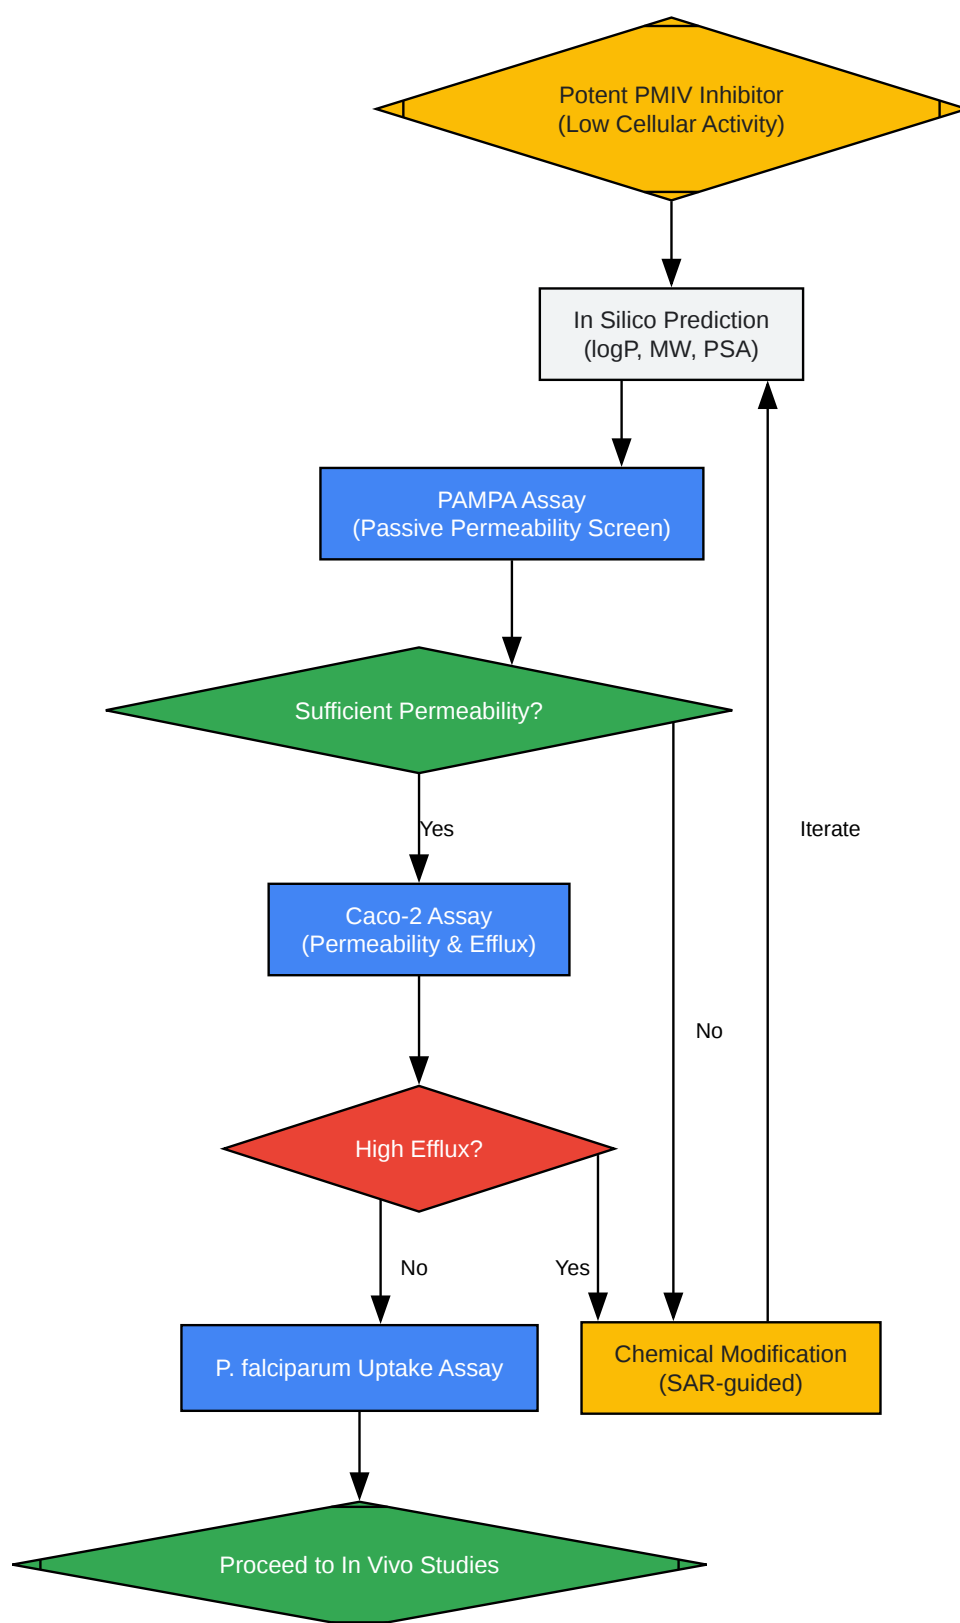 Potent PMIV Inhibitor
(Low Cellular Activity)
In Silico Prediction
(logP, MW, PSA)
PAMPA Assay
(Passive Permeability Screen)
Sufficient Permeability?
Yes
Iterate
Caco-2 Assay
(Permeability & Efflux)
No
High Efflux?
No
Yes
P. falciparum Uptake Assay
Chemical Modification
(SAR-guided)
Proceed to In Vivo Studies